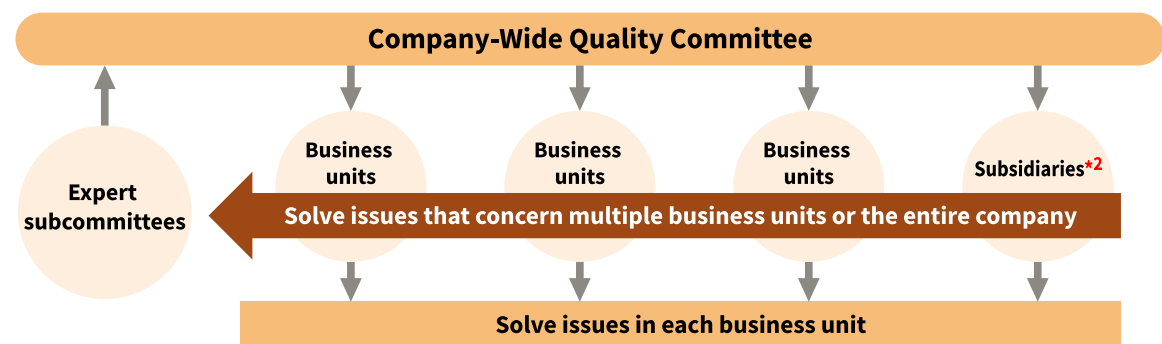 Company-Wide Quality Committee
Expert
subcommittees
Business
units
Business
units
Business
units
Subsidiaries*2
Solve issues that concern multiple business units or the entire company
Solve issues in each business unit